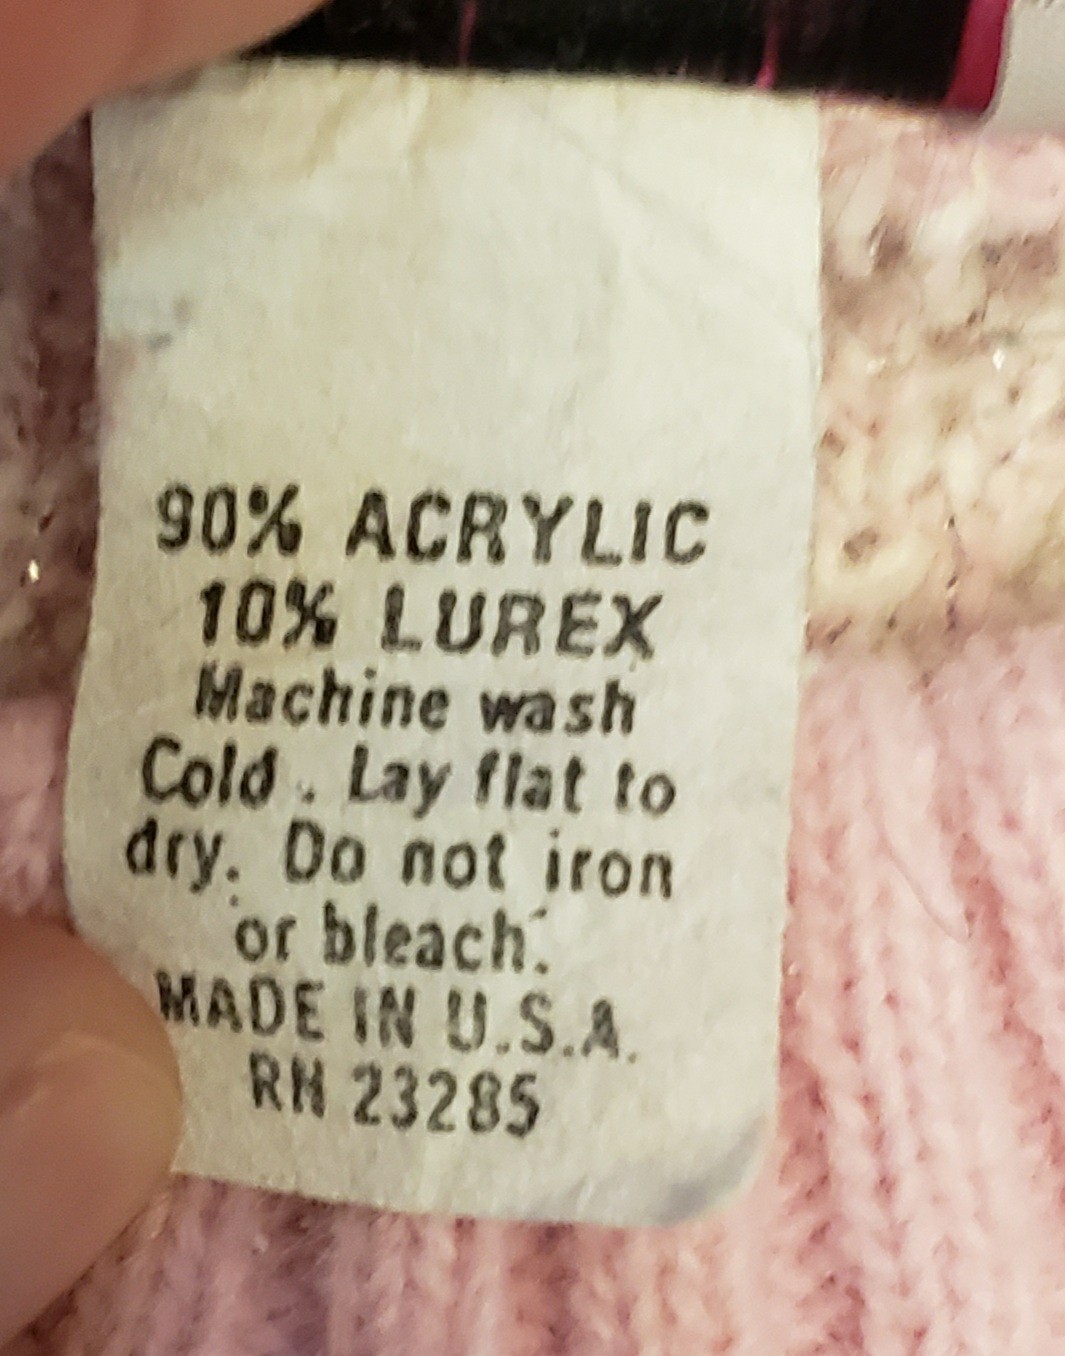 90% ACRYLIC
10% LUREX
Machine wash
Cold. Lay flat to
dry. Do not iron
or bleach.
MADE IN U.S.A.
RN 23285